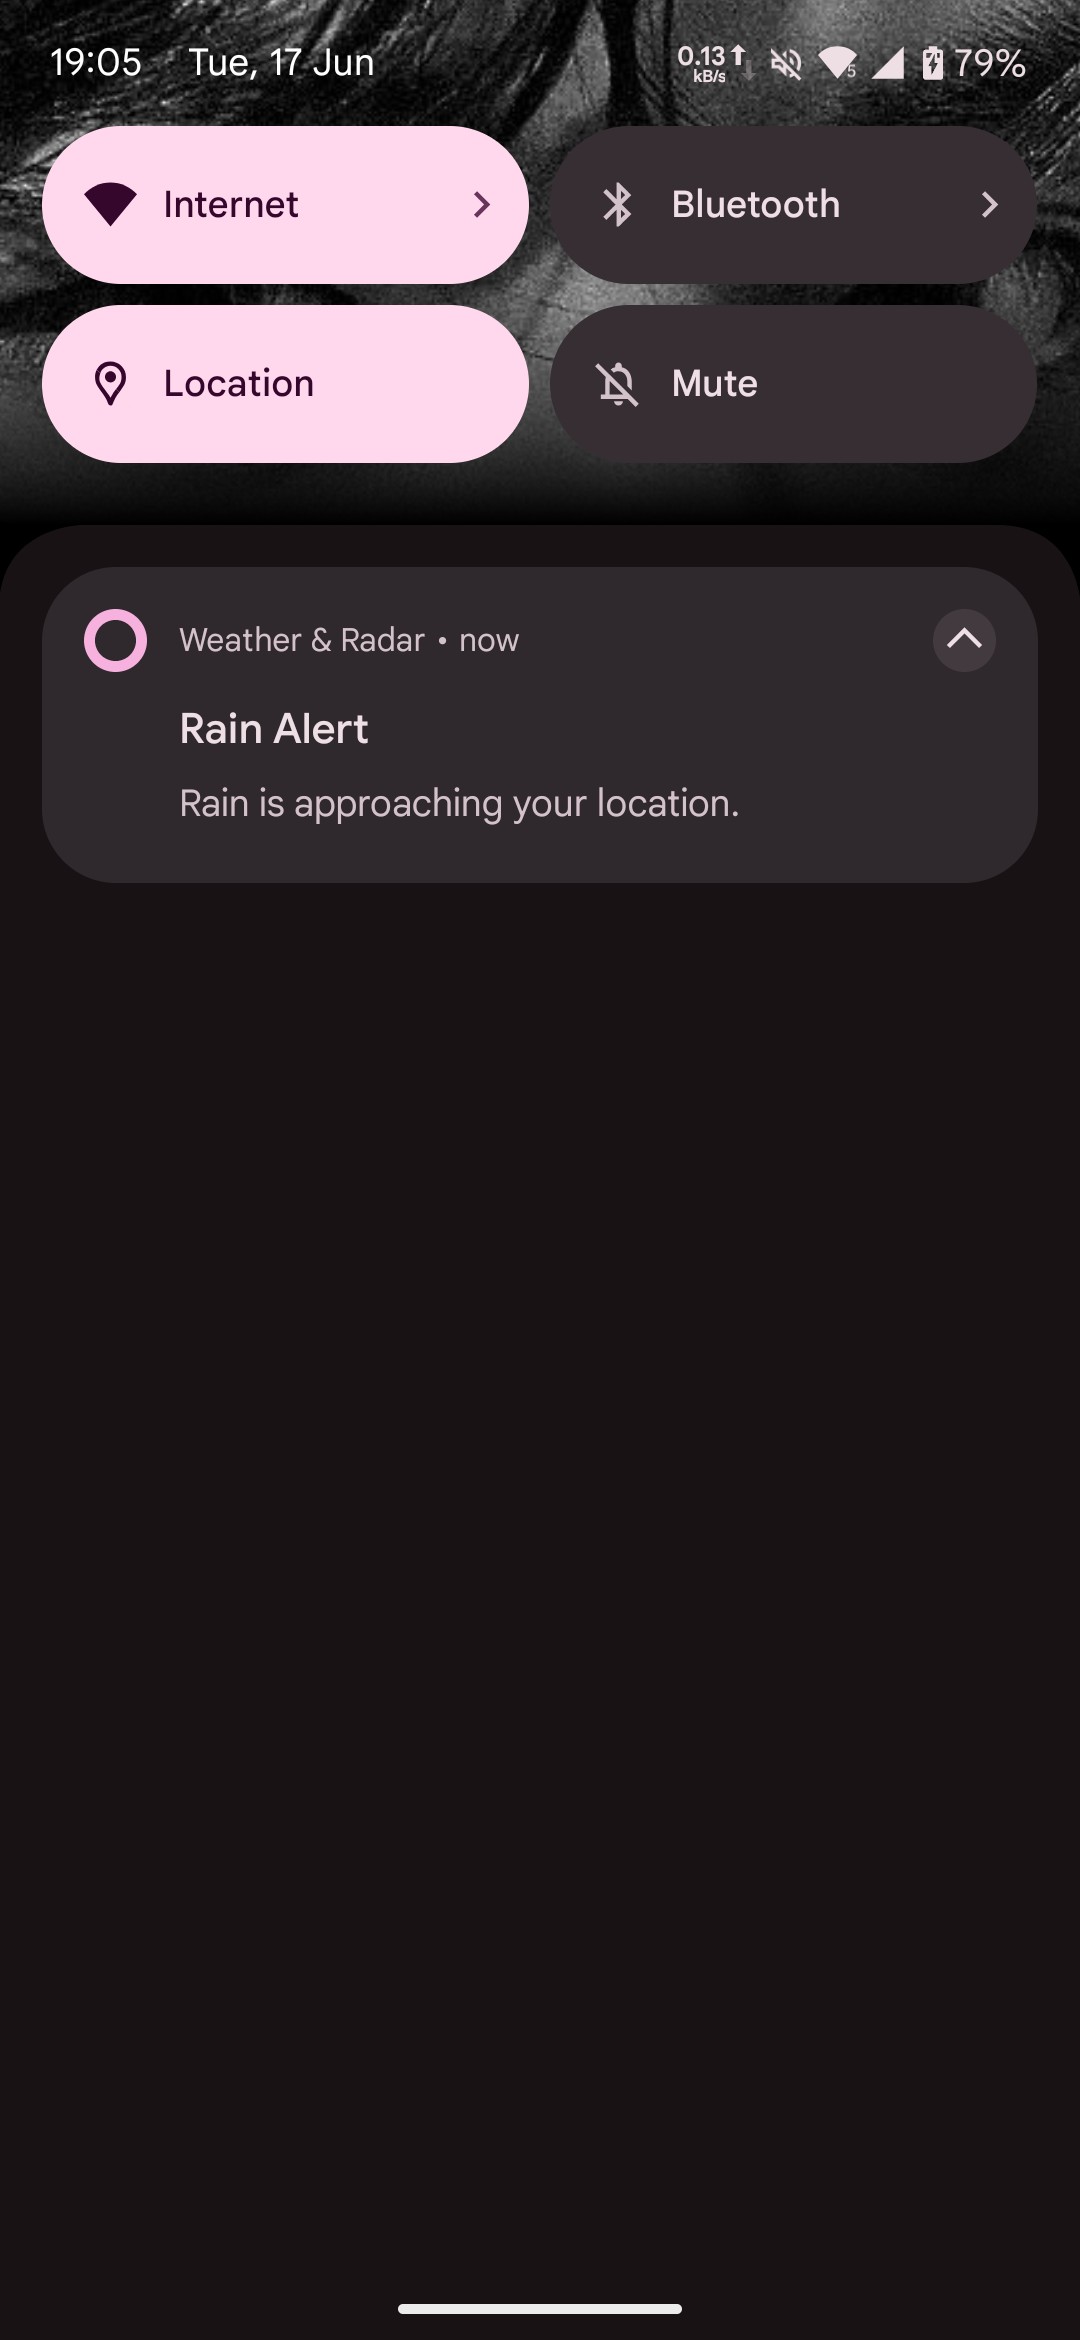 19:05 Tue, 17 Jun 0.13 kB/s 5 79%
Internet Bluetooth
Location Mute
Weather & Radar • now
Rain Alert
Rain is approaching your location.